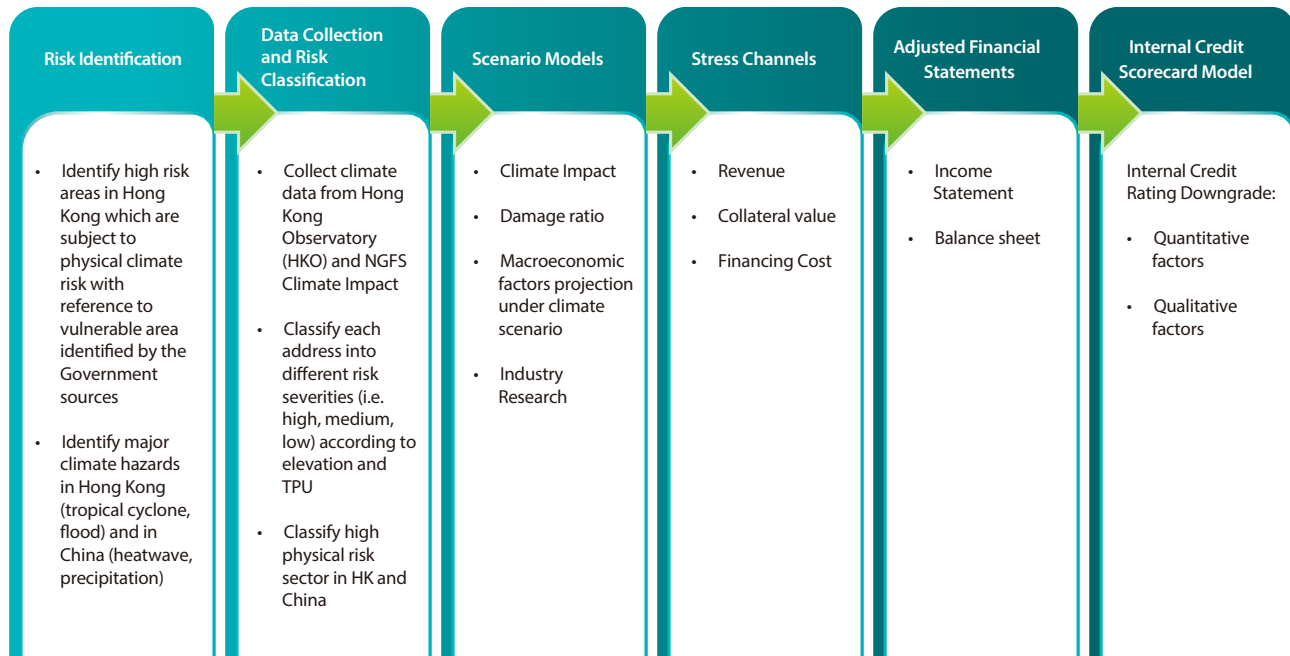 Risk Identification
• Identify high risk
areas in Hong
Kong which are
subject to
physical climate
risk with
reference to
vulnerable area
identified by the
Government
sources
• Identify major
climate hazards
in Hong Kong
(tropical cyclone,
flood) and in
China (heatwave,
precipitation)
Data Collection
and Risk
Classification
• Collect climate
data from Hong
Kong
Observatory
(HKO) and NGFS
Climate Impact
• Classify each
address into
different risk
severities (i.e.
high, medium,
low) according to
elevation and
TPU
• Classify high
physical risk
sector in HK and
China
Scenario Models
• Climate Impact
• Damage ratio
• Macroeconomic
factors projection
under climate
scenario
• Industry
Research
Stress Channels
• Revenue
• Collateral value
• Financing Cost
Adjusted Financial
Statements
• Income
Statement
• Balance sheet
Internal Credit
Scorecard Model
Internal Credit
Rating Downgrade:
• Quantitative
factors
• Qualitative
factors